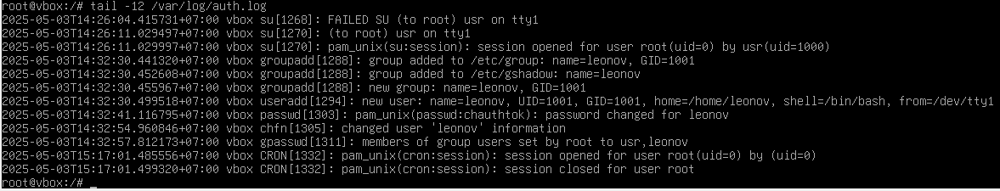 root@vbox:/# tail -12 /var/log/auth.log
2025-05-03T14:26:04.415731+07:00 vbox su[1268]: FAILED SU (to root) usr on tty1
2025-05-03T14:26:11.029497+07:00 vbox su[1270]: (to root) usr on tty1
2025-05-03T14:26:11.029997+07:00 vbox su[1270]: pam_unix(su:session): session opened for user root(uid=0) by usr(uid=1000)
2025-05-03T14:32:30.441320+07:00 vbox groupadd[1288]: group added to /etc/group: name=leonov, GID=1001
2025-05-03T14:32:30.452608+07:00 vbox groupadd[1288]: group added to /etc/gshadow: name=leonov
2025-05-03T14:32:30.455967+07:00 vbox groupadd[1288]: new group: name=leonov, GID=1001
2025-05-03T14:32:30.499518+07:00 vbox useradd[1294]: new user: name=leonov, UID=1001, GID=1001, home=/home/leonov, shell=/bin/bash, from=/dev/tty1
2025-05-03T14:32:41.116795+07:00 vbox passwd[1303]: pam_unix(passwd:chauthtok): password changed for leonov
2025-05-03T14:32:54.960846+07:00 vbox chfn[1305]: changed user 'leonov' information
2025-05-03T14:32:57.812173+07:00 vbox gpasswd[1311]: members of group users set by root to usr,leonov
2025-05-03T15:17:01.485556+07:00 vbox CRON[1332]: pam_unix(cron:session): session opened for user root(uid=0) by (uid=0)
2025-05-03T15:17:01.499320+07:00 vbox CRON[1332]: pam_unix(cron:session): session closed for user root
root@vbox:/# _